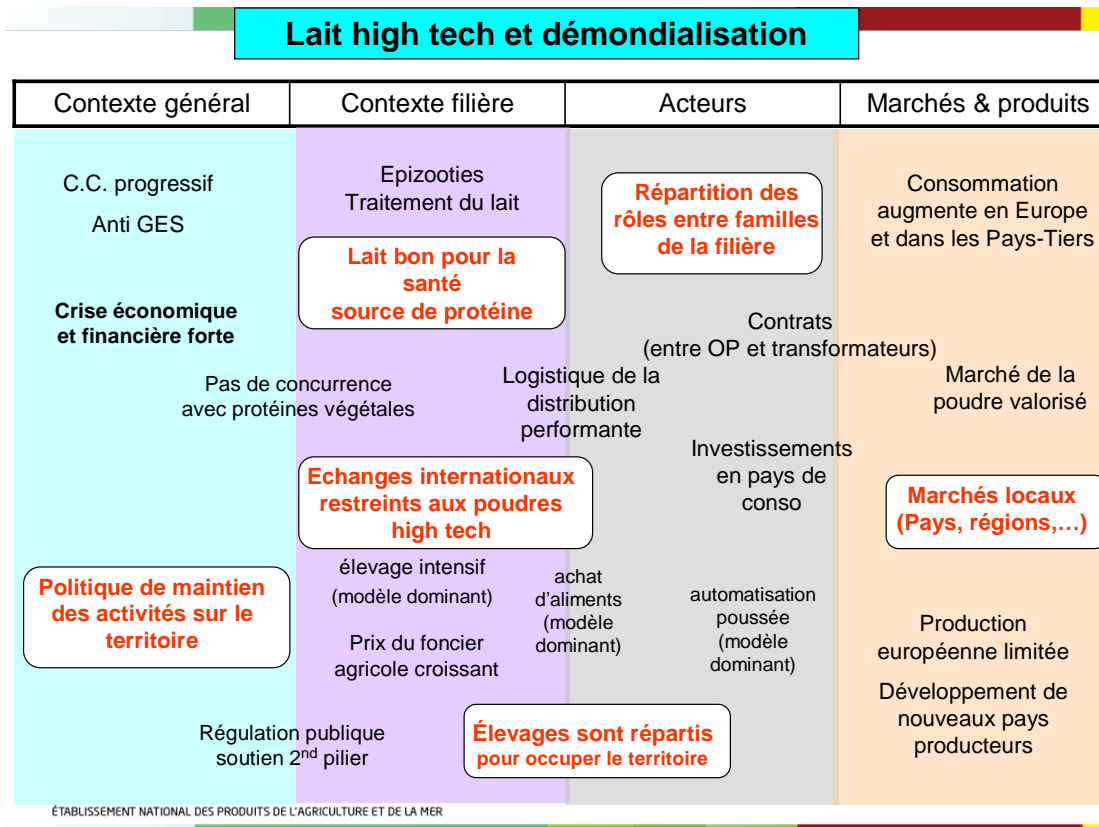 Lait high tech et démondialisation
Contexte général
Contexte filière
Acteurs
Marchés & produits
C.C. progressif
Anti GES
Crise économique
et financière forte
Pas de concurrence
avec protéines végétales
Politique de maintien
des activités sur le
territoire
Régulation publique
soutien 2nd pilier
Epizooties
Traitement du lait
Lait bon pour la
santé
source de protéine
Logistique de la
distribution
performante
Echanges internationaux
restreints aux poudres
high tech
élevage intensif
(modèle dominant)
Prix du foncier
agricole croissant
achat
d'aliments
(modèle
dominant)
Élevages sont répartis
pour occuper le territoire
Répartition des
rôles entre familles
de la filière
Contrats
(entre OP et transformateurs)
Investissements
en pays de
conso
automatisation
poussée
(modèle
dominant)
Consommation
augmente en Europe
et dans les Pays-Tiers
Marché de la
poudre valorisé
Marchés locaux
(Pays, régions,…)
Production
européenne limitée
Développement de
nouveaux pays
producteurs
ÉTABLISSEMENT NATIONAL DES PRODUITS DE L'AGRICULTURE ET DE LA MER